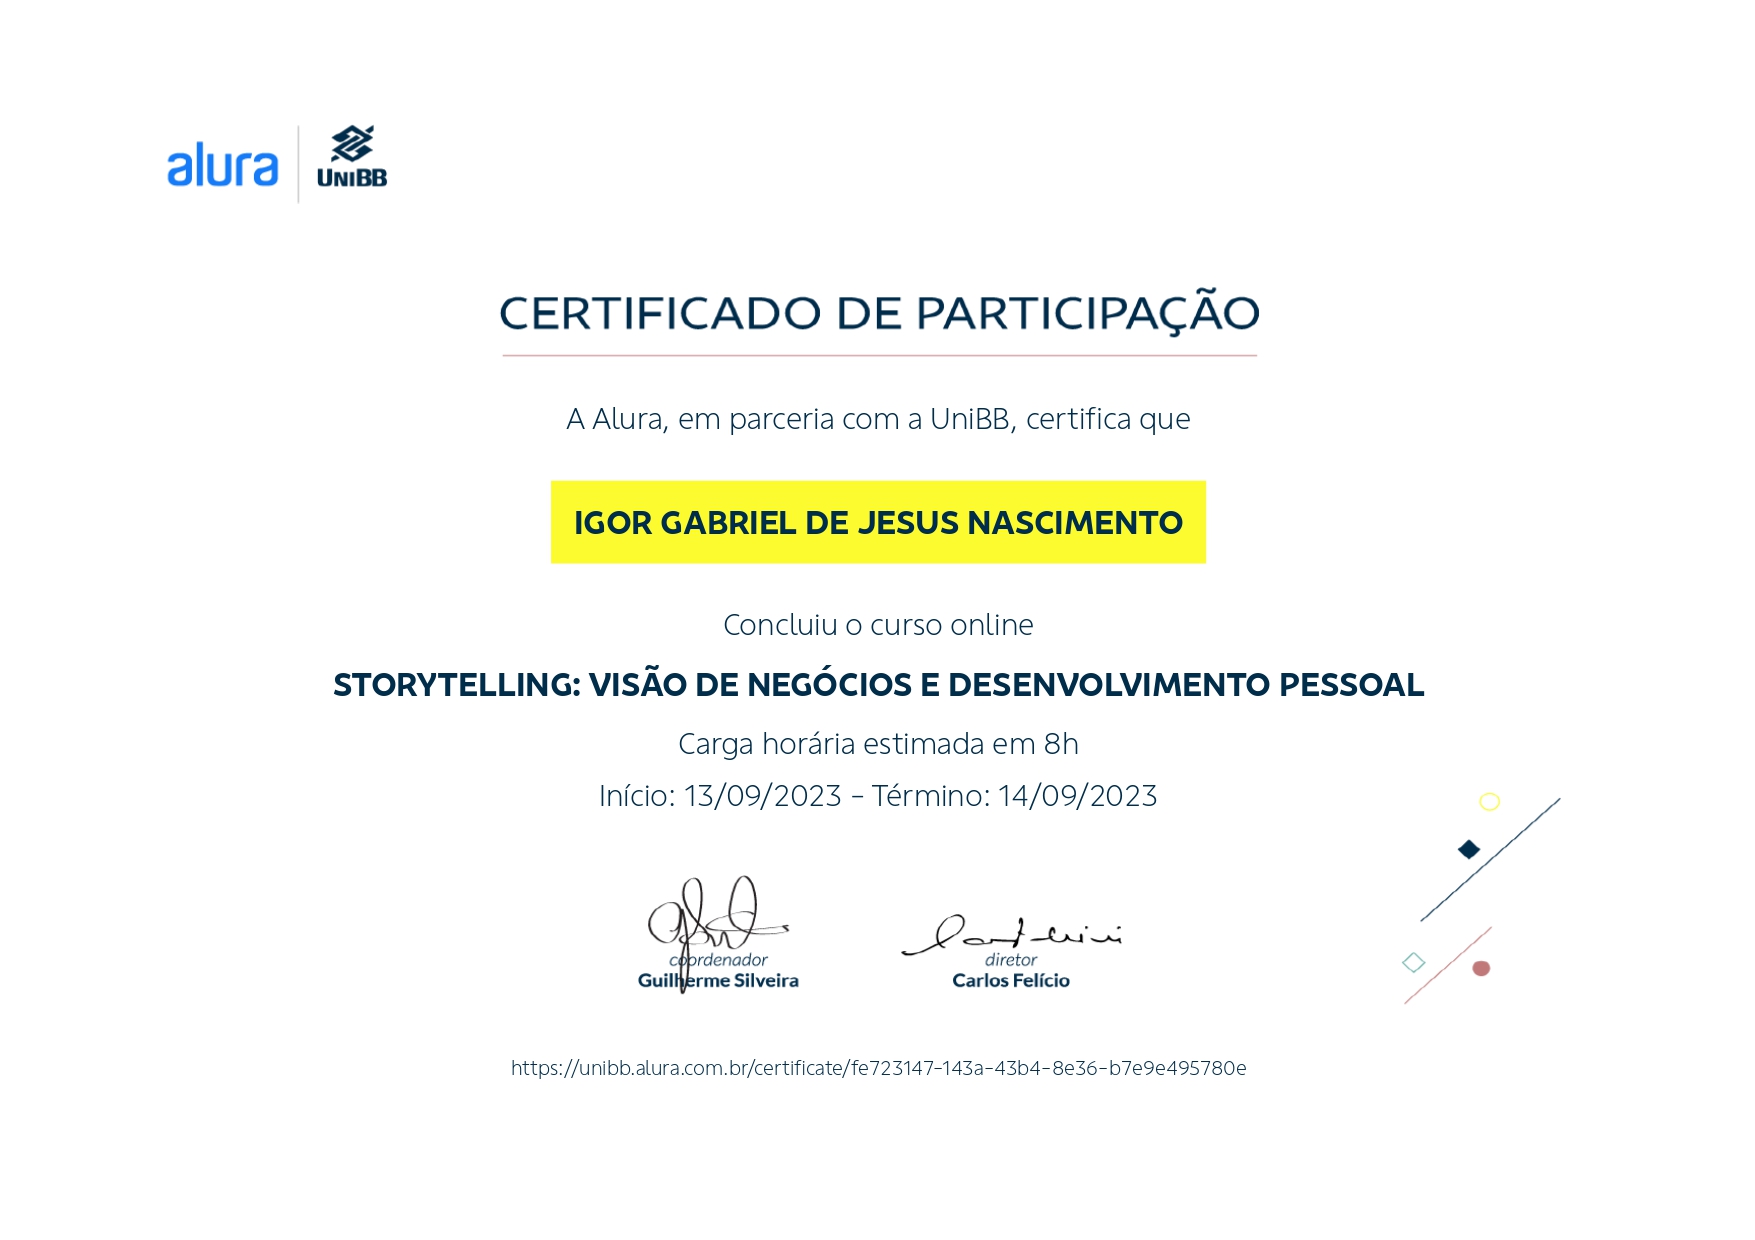 alura
UNIBB
CERTIFICADO DE PARTICIPAÇÃO
A Alura, em parceria com a UniBB, certifica que
IGOR GABRIEL DE JESUS NASCIMENTO
Concluiu o curso online
STORYTELLING: VISÃO DE NEGÓCIOS E DESENVOLVIMENTO PESSOAL
Carga horária estimada em 8h
Início: 13/09/2023 - Término: 14/09/2023
coordenador
Guilherme Silveira
diretor
Carlos Felício
https://unibb.alura.com.br/certificate/fe723147-143a-43b4-8e36-b7e9e495780e